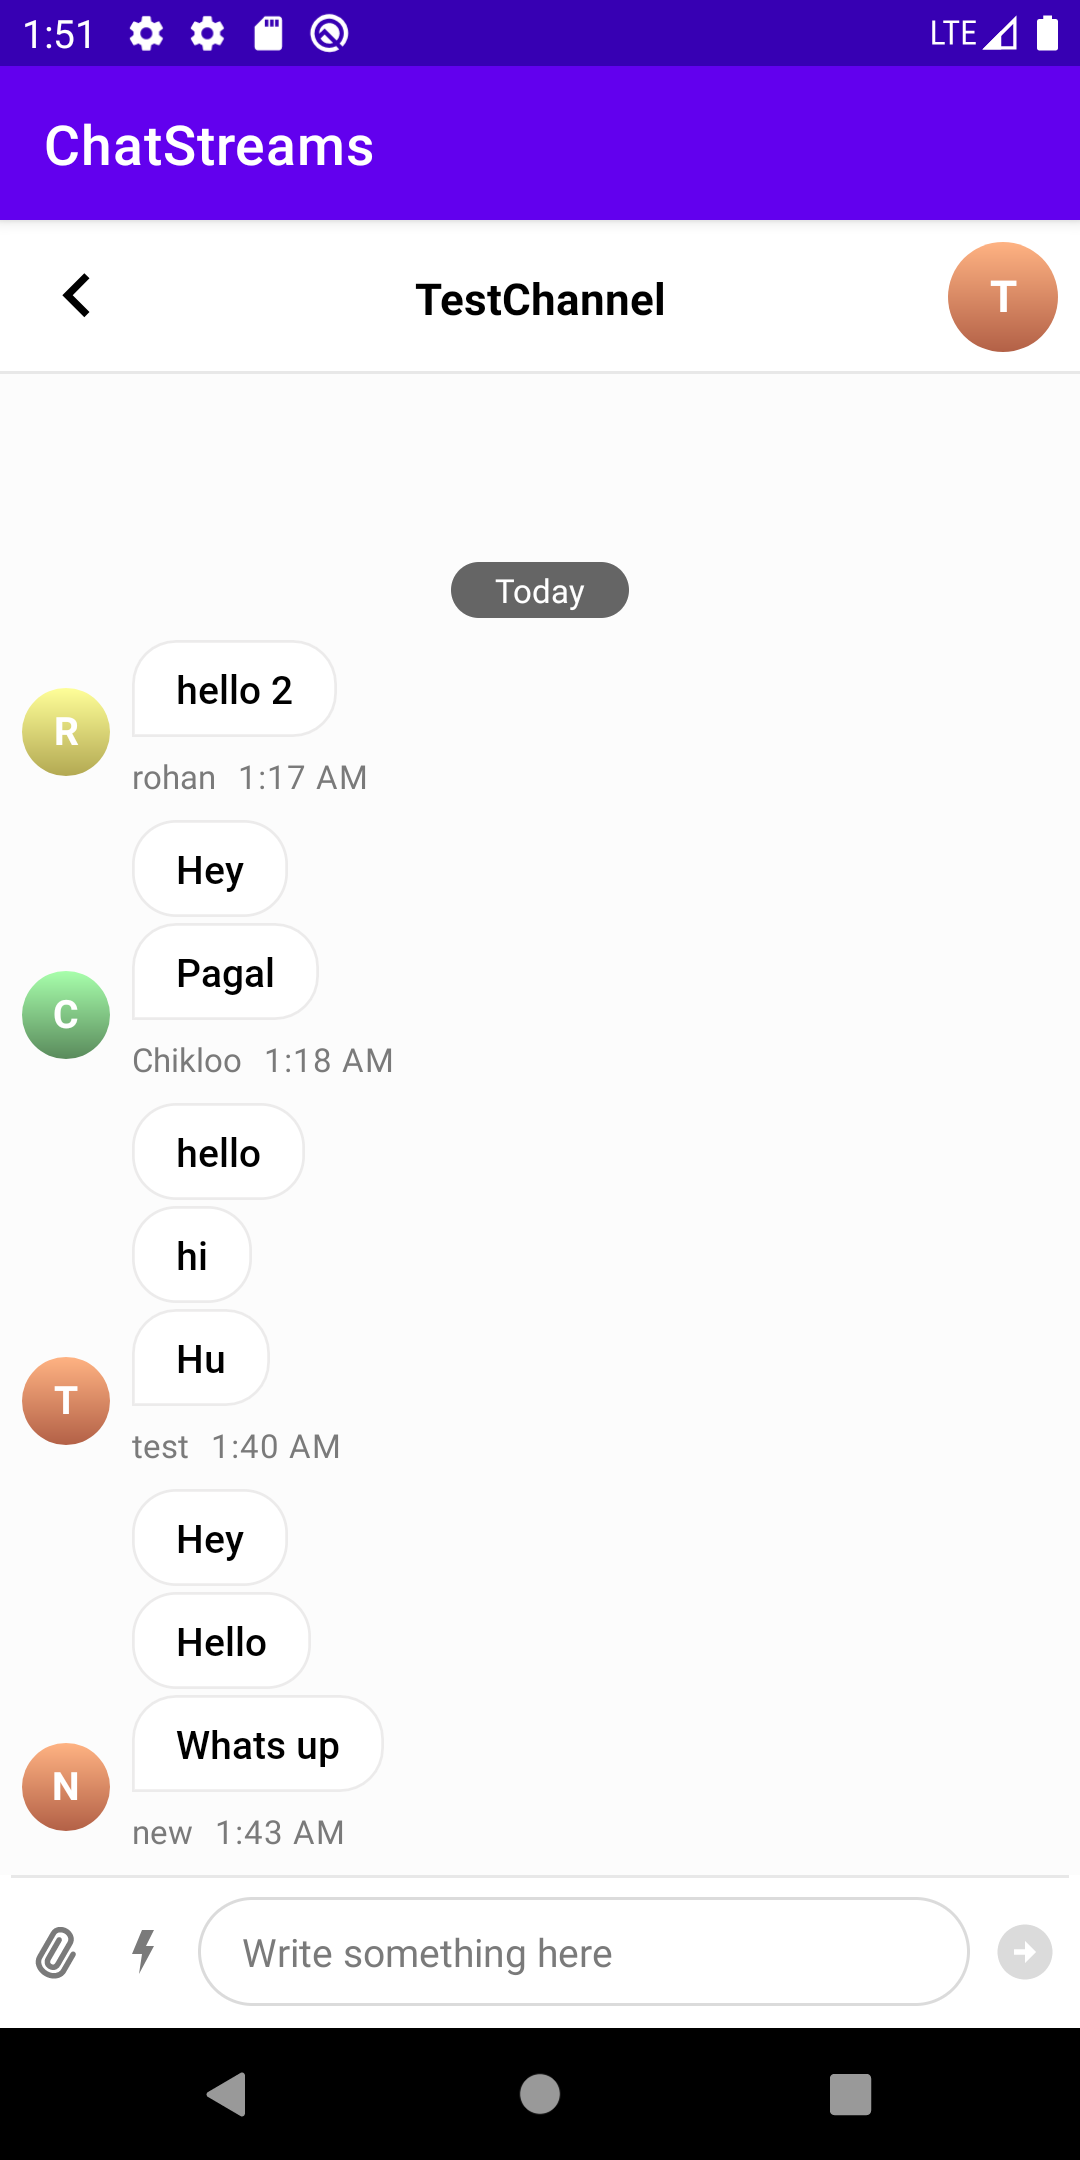 1:51 LTE
ChatStreams
TestChannel T
Today
hello 2
R
rohan 1:17 AM
Hey
Pagal
C
Chikloo 1:18 AM
hello
hi
Hu
T
test 1:40 AM
Hey
Hello
Whats up
N
new 1:43 AM
Write something here